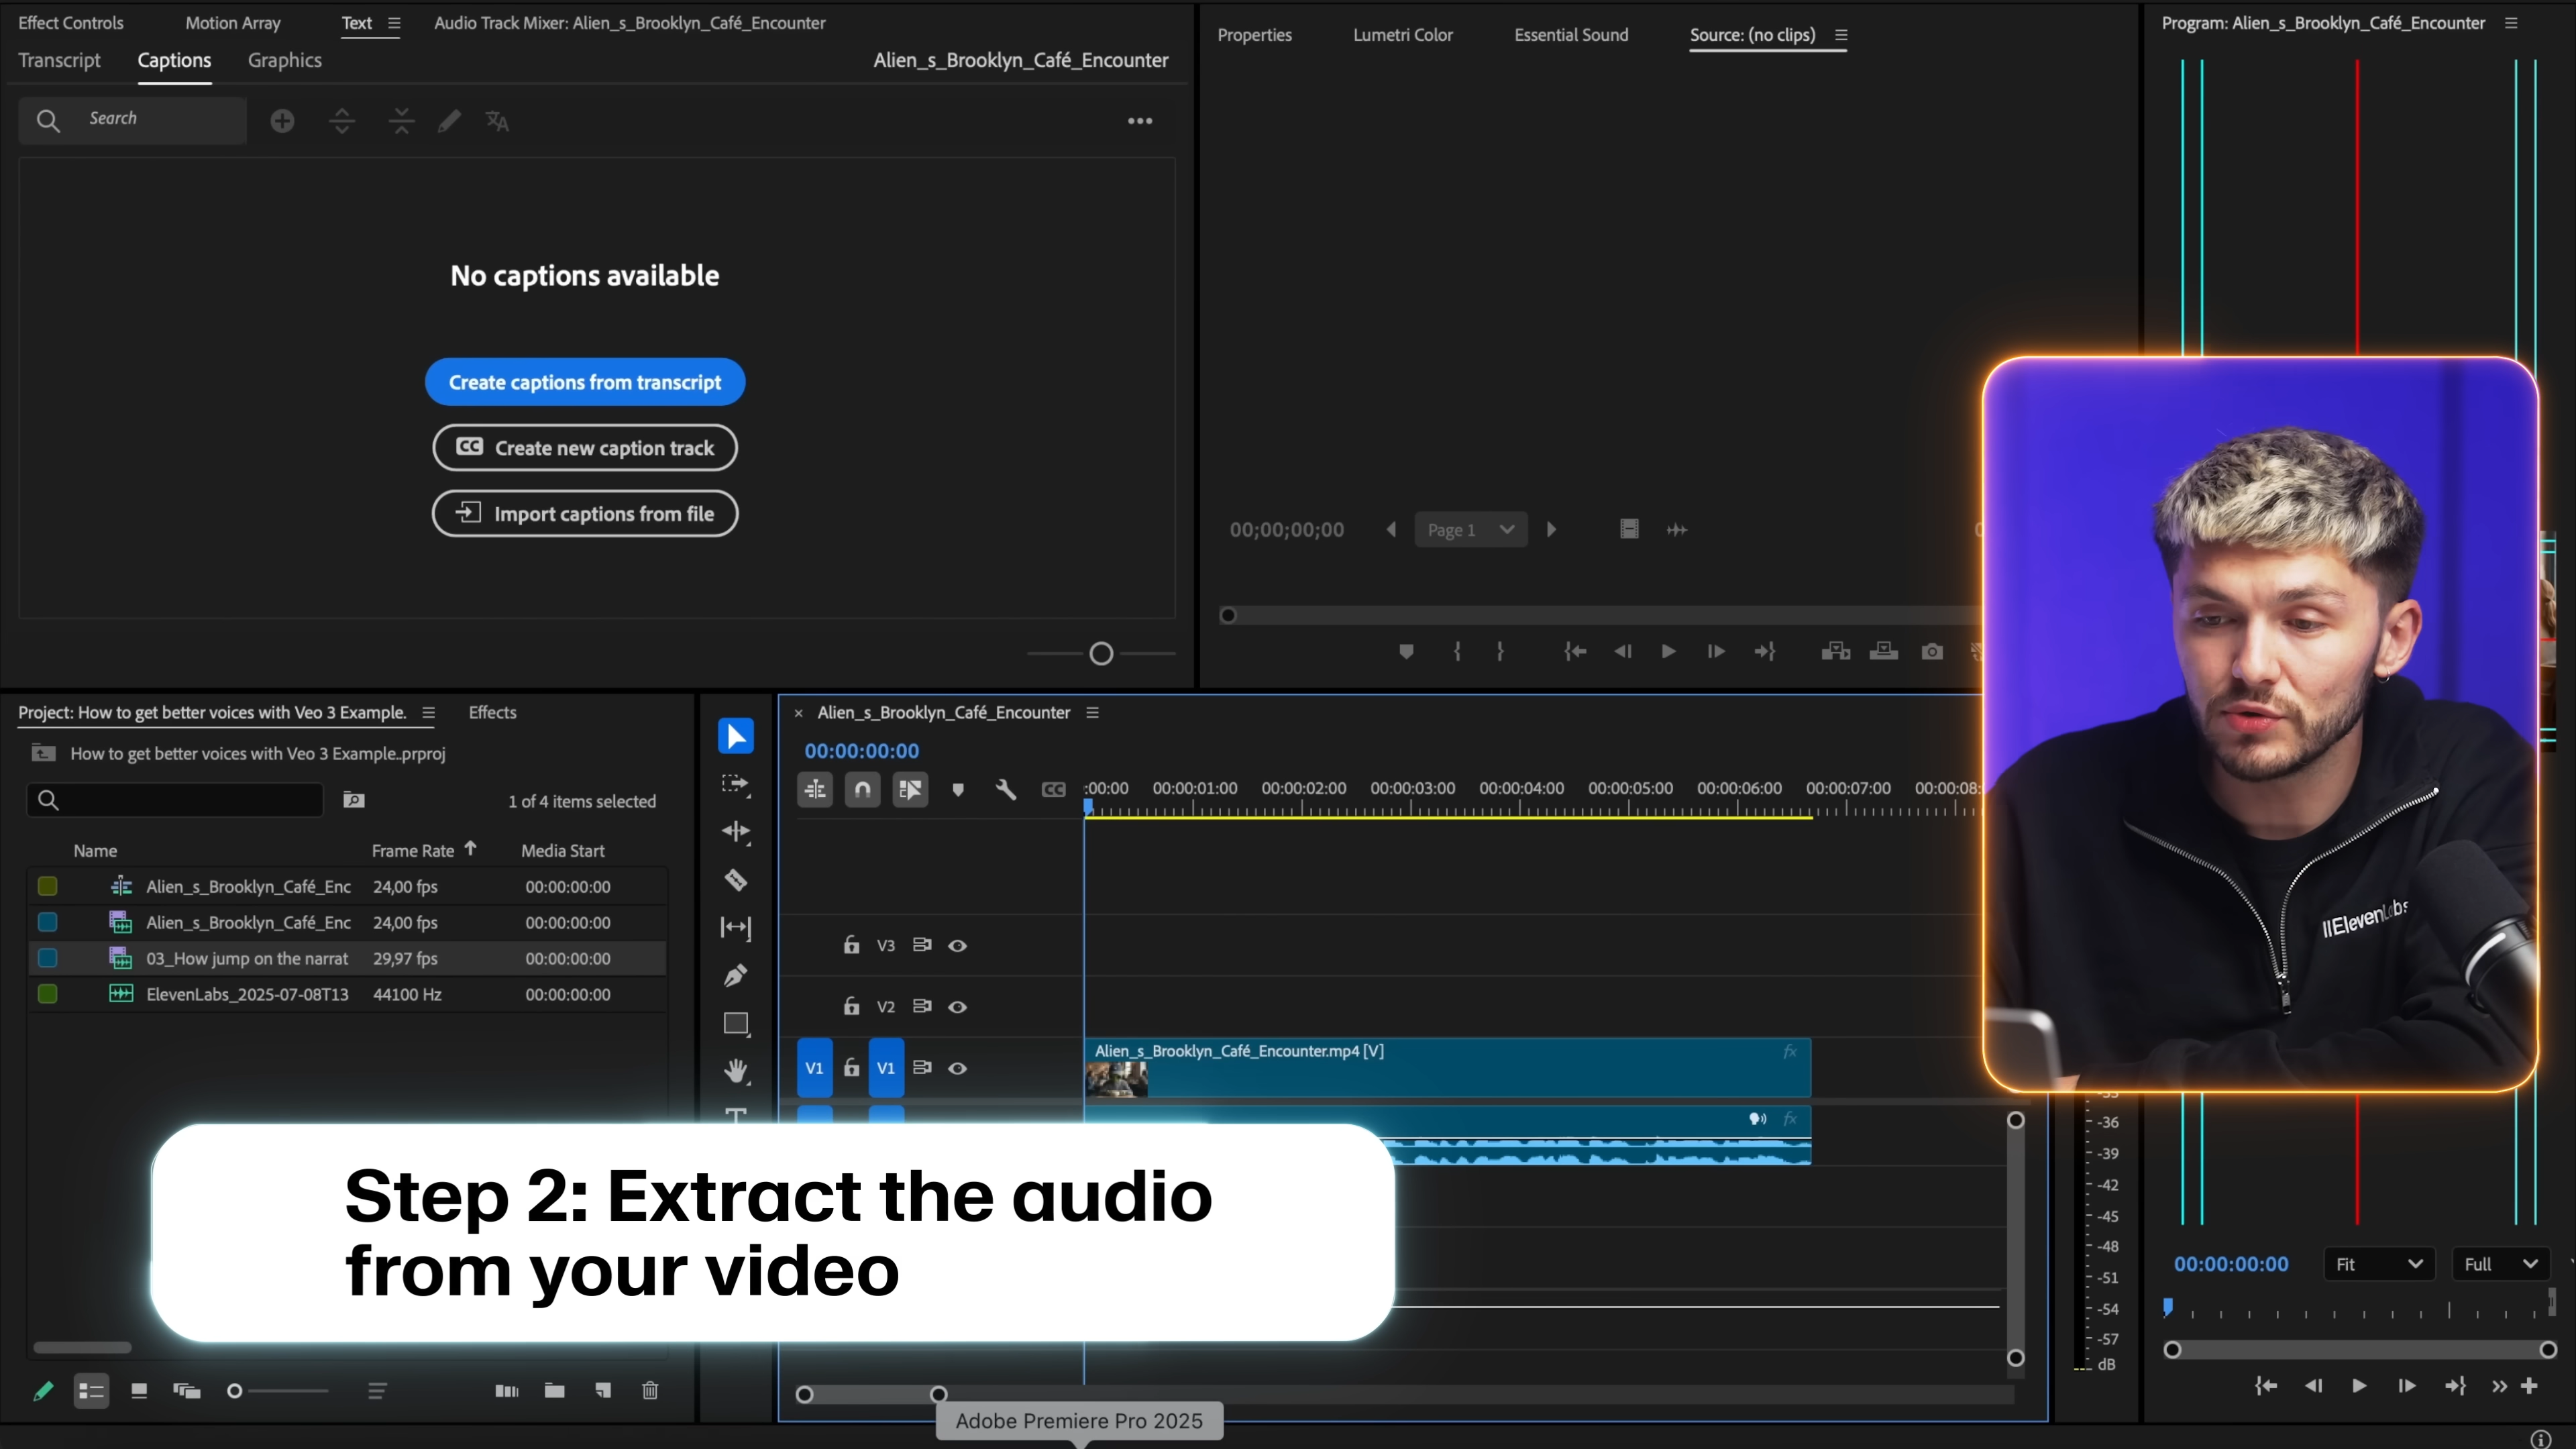 Effect Controls Motion Array Text Audio Track Mixer: Alien_s_Brooklyn_Café_Encounter
Transcript Captions Graphics Alien_s_Brooklyn_Café_Encounter
Search
No captions available
Create captions from transcript
CC Create new caption track
Import captions from file
Properties Lumetri Color Essential Sound Source: (no clips)
00;00;00;00 Page 1
Program: Alien_s_Brooklyn_Café_Encounter
Project: How to get better voices with Veo 3 Example. Effects
How to get better voices with Veo 3 Example..prproj
1 of 4 items selected
Name Frame Rate Media Start
Alien_s_Brooklyn_Café_Enc 24,00 fps 00:00:00:00
Alien_s_Brooklyn_Café_Enc 24,00 fps 00:00:00:00
03_How jump on the narrat 29,97 fps 00:00:00:00
ElevenLabs_2025-07-08T13 44100 Hz 00:00:00:00
Alien_s_Brooklyn_Café_Encounter
00:00:00:00
CC :00:00 00:00:01:00 00:00:02:00 00:00:03:00 00:00:04:00 00:00:05:00 00:00:06:00 00:00:07:00 00:00:08:
V3
V2
V1 V1
Alien_s_Brooklyn_Café_Encounter.mp4 [V] fx
fx
IIElevenLabs
Step 2: Extract the audio
from your video
-36
-39
-42
-45
-48
-51
-54
-57
dB
00:00:00:00 Fit Full
Adobe Premiere Pro 2025